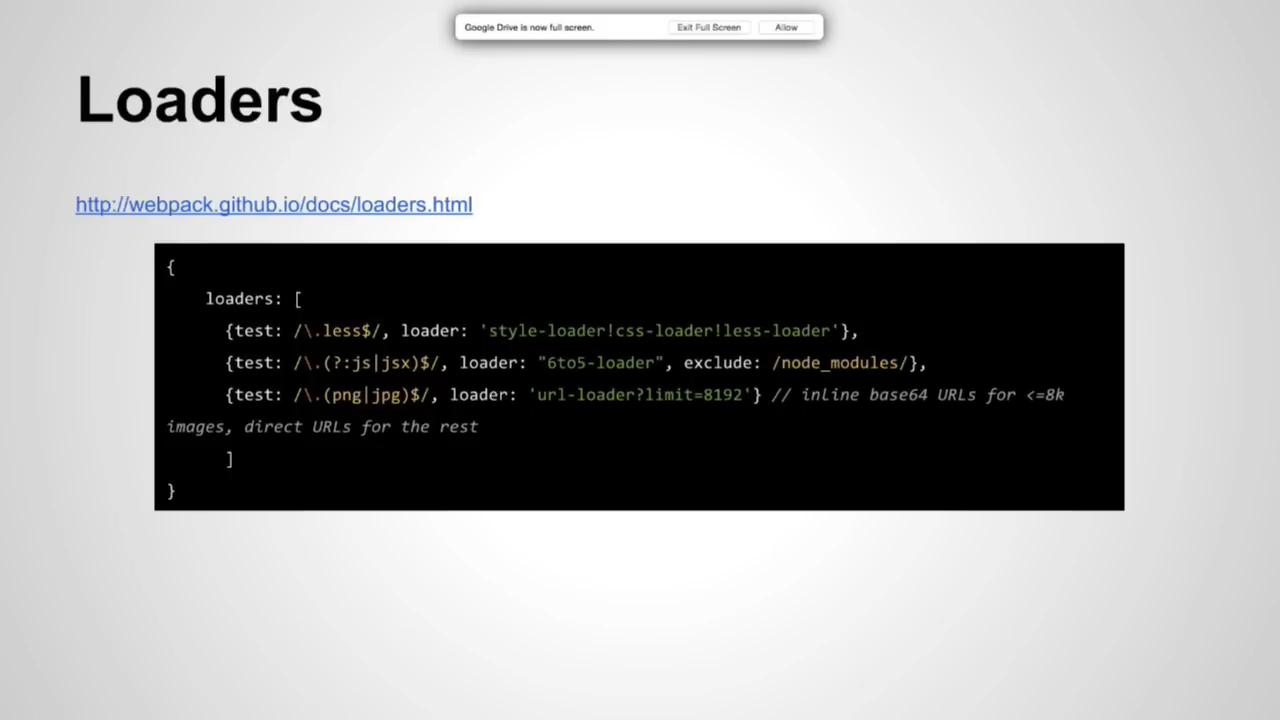 Google Drive is now full screen. Exit Full Screen Allow
Loaders
http://webpack.github.io/docs/loaders.html
{
loaders: [
{test: /\.less$/, loader: 'style-loader!css-loader!less-loader'},
{test: /\.(?:js|jsx)$/, loader: "6to5-loader", exclude: /node_modules/},
{test: /\.(png|jpg)$/, loader: 'url-loader?limit=8192'} // inline base64 URLs for <=8k
images, direct URLs for the rest
]
}